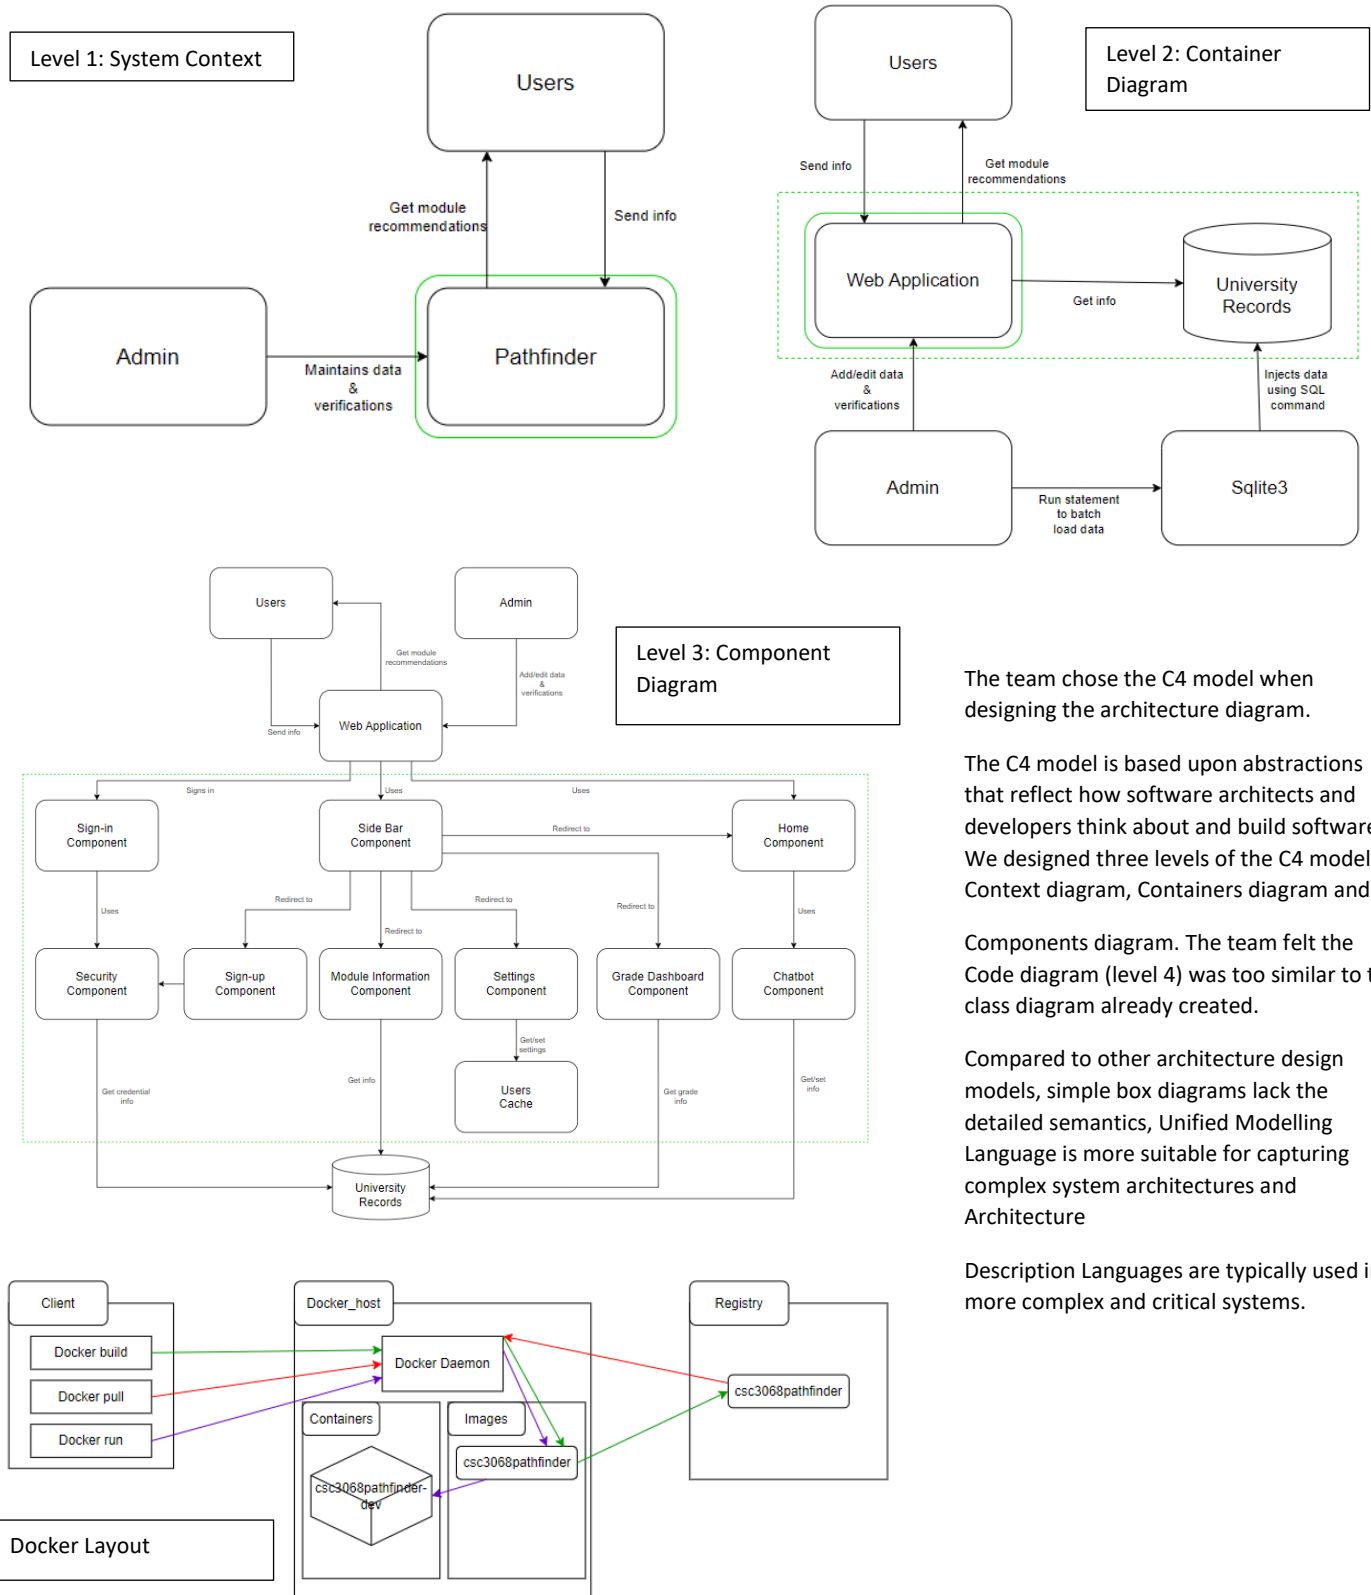 Level 1: System Context
Users
Get module
recommendations
Send info
Admin
Maintains data
&
verifications
Pathfinder
Level 2: Container
Diagram
Users
Send info
Get module
recommendations
Web Application
Get info
University
Records
Add/edit data
&
verifications
Injects data
using SQL
command
Admin
Run statement
to batch
load data
Sqlite3
Level 3: Component
Diagram
Users
Admin
Get module
recommendations
Add/edit data
&
verifications
Send info
Web Application
Signs in
Uses
Uses
Sign-in
Component
Side Bar
Component
Redirect to
Home
Component
Uses
Redirect to
Redirect to
Redirect to
Redirect to
Uses
Security
Component
Sign-up
Component
Module Information
Component
Settings
Component
Grade Dashboard
Component
Chatbot
Component
Get/set
settings
Get credential
info
Get info
Users
Cache
Get grade
info
Get/set
info
University
Records
The team chose the C4 model when
designing the architecture diagram.
The C4 model is based upon abstractions
that reflect how software architects and
developers think about and build software
We designed three levels of the C4 model
Context diagram, Containers diagram and
Components diagram. The team felt the
Code diagram (level 4) was too similar to t
class diagram already created.
Compared to other architecture design
models, simple box diagrams lack the
detailed semantics, Unified Modelling
Language is more suitable for capturing
complex system architectures and
Architecture
Description Languages are typically used i
more complex and critical systems.
Client
Docker build
Docker pull
Docker run
Docker_host
Docker Daemon
Containers
csc3068pathfinder-
dev
Images
csc3068pathfinder
Registry
csc3068pathfinder
Docker Layout